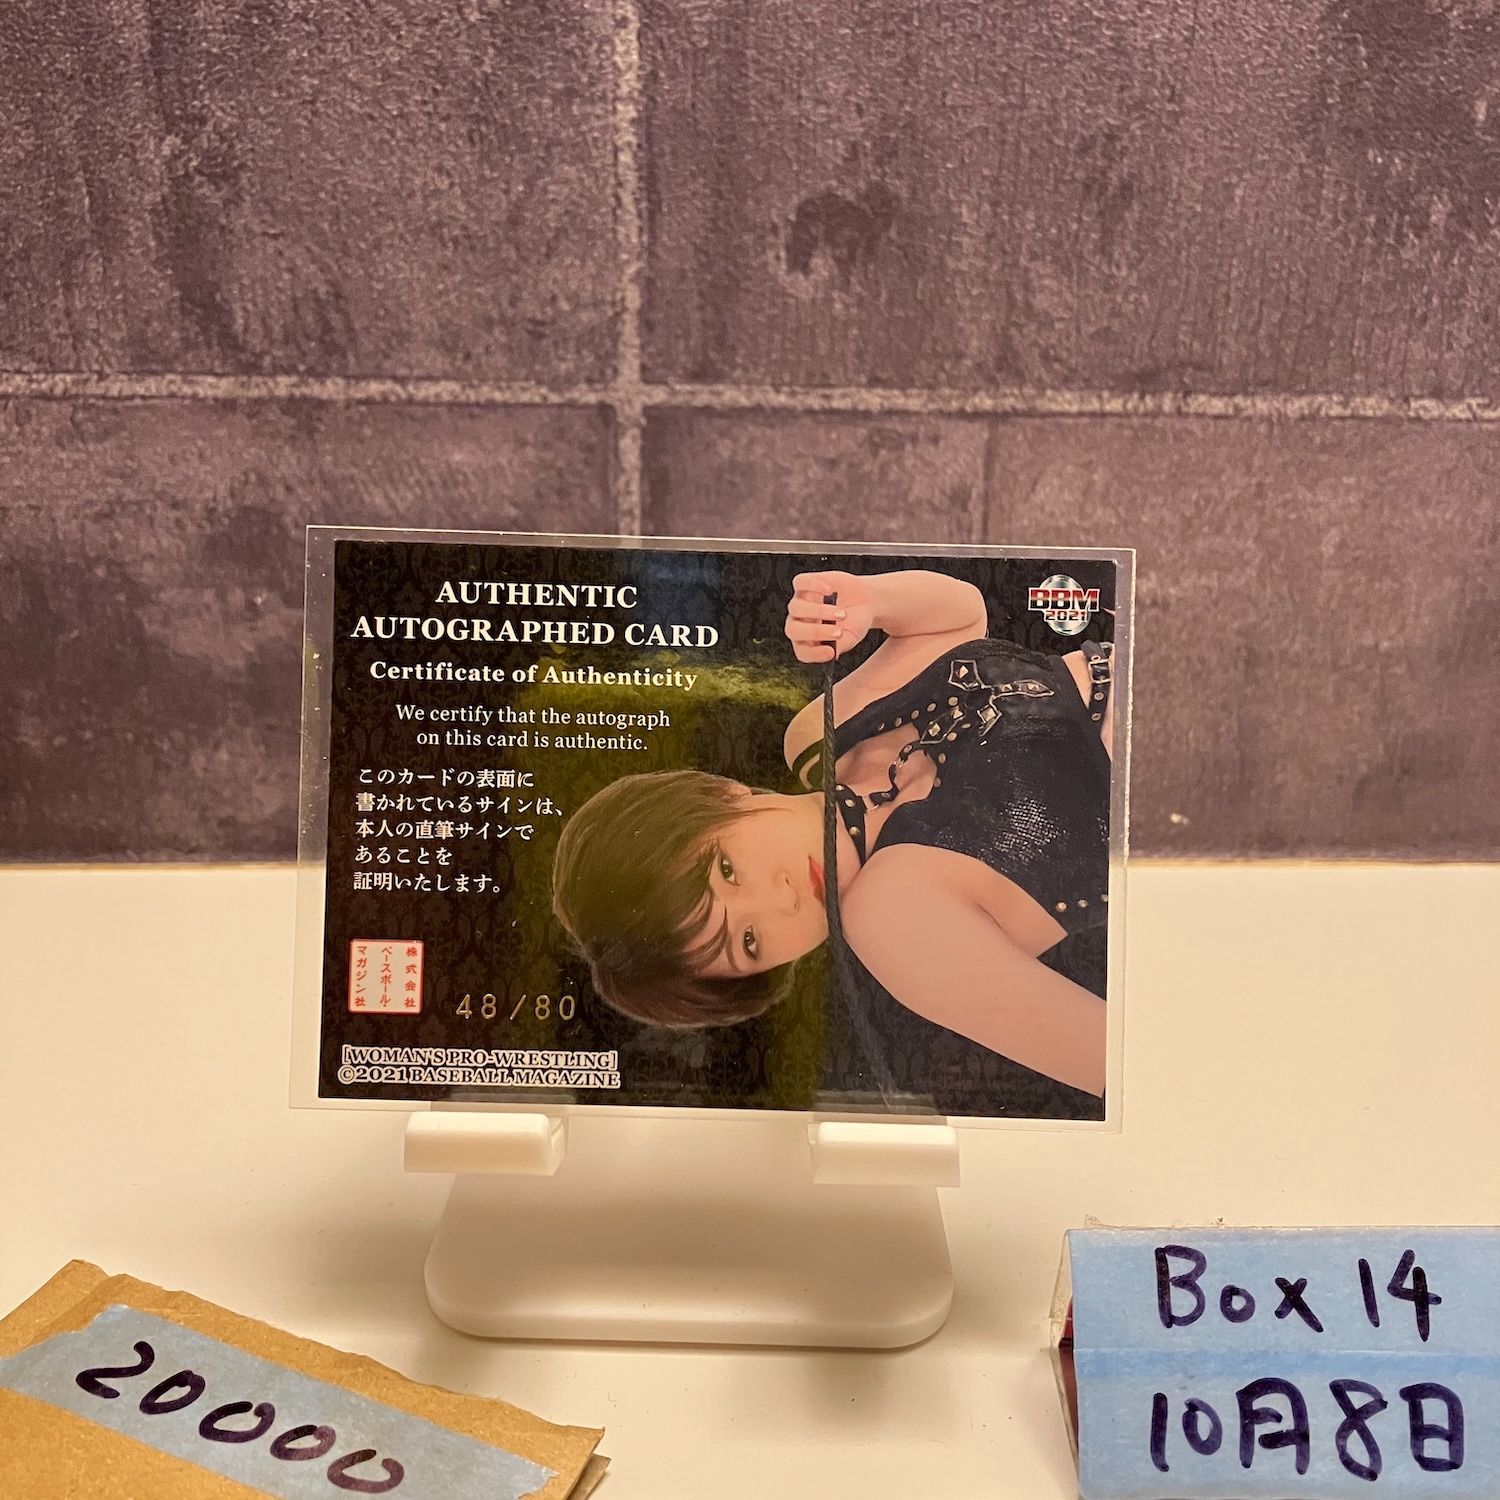 AUTHENTIC
AUTOGRAPHED CARD
Certificate of Authenticity
We certify that the autograph
on this card is authentic.
このカードの表面に
書かれているサインは、
本人の直筆サインで
あることを
証明いたします。
株式会社
ベースボール・
マガジン社
48/80
[WOMAN'S PRO-WRESTLING]
©2021 BASEBALL MAGAZINE
BBM
2021
20000
Box 14
10月8日